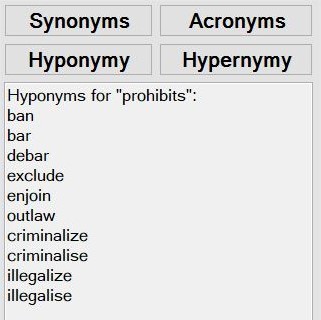 Synonyms Acronyms
Hyponymy Hypernymy
Hyponyms for "prohibits":
ban
bar
debar
exclude
enjoin
outlaw
criminalize
criminalise
illegalize
illegalise